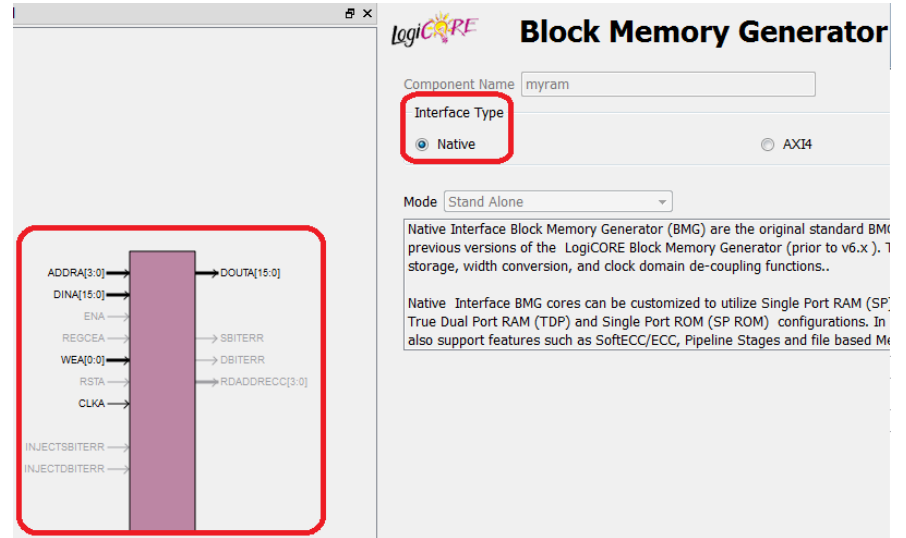 LogiCORE
Block Memory Generator
Component Name myram
Interface Type
Native
AXI4
Mode Stand Alone
Native Interface Block Memory Generator (BMG) are the original standard
previous versions of the LogiCORE Block Memory Generator (prior to v6.x ).
storage, width conversion, and clock domain de-coupling functions..
Native Interface BMG cores can be customized to utilize Single Port RAM (SP)
True Dual Port RAM (TDP) and Single Port ROM (SP ROM) configurations. In
also support features such as SoftECC/ECC, Pipeline Stages and file based
ADDRA[3:0]
DOUTA[15:0]
DINA[15:0]
ENA
REGCEA
SBITERR
WEA[0:0]
DBITERR
RSTA
RDADDRECC[3:0]
CLKA
INJECTSBITERR
INJECTDBITERR